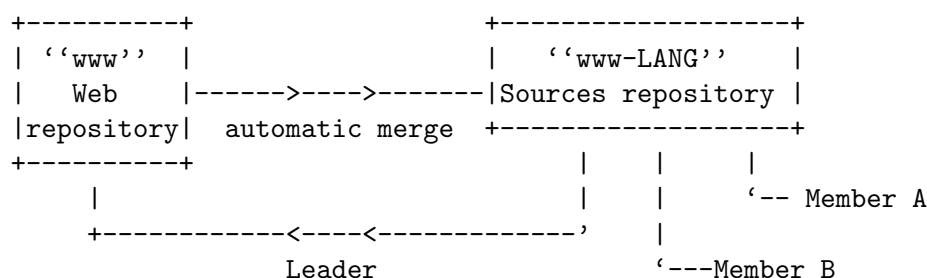 +----------+                     +-------------------+
| ‘‘www’’  |                     |   ‘‘www-LANG’’    |
|   Web    |------>---->-------|Sources repository |
|repository|  automatic merge  +-------------------+
+----------+                             |    |     |
     |                                   |    |     ‘-- Member A
     +------------<----<-------------’    |
                Leader                   ‘---Member B